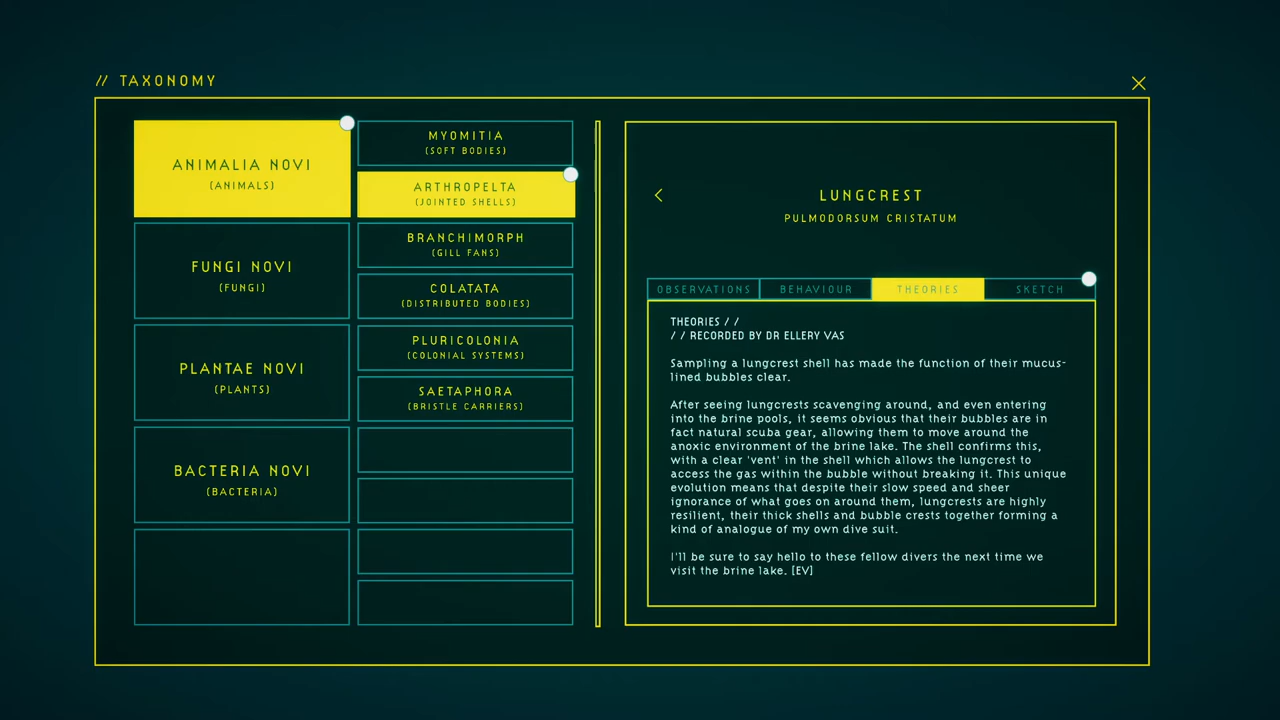 // TAXONOMY
ANIMALIA NOVI
(ANIMALS)
FUNGI NOVI
(FUNGI)
PLANTAE NOVI
(PLANTS)
BACTERIA NOVI
(BACTERIA)
MYOMITIA
(SOFT BODIES)
ARTHROPELTA
(JOINTED SHELLS)
BRANCHIMORPH
(GILL FANS)
COLATATA
(DISTRIBUTED BODIES)
PLURICOLONIA
(COLONIAL SYSTEMS)
SAETAPHORA
(BRISTLE CARRIERS)
LUNGCREST
PULMODORSUM CRISTATUM
OBSERVATIONS
BEHAVIOUR
THEORIES
SKETCH
THEORIES / /
/ / RECORDED BY DR ELLERY VAS
Sampling a lungcrest shell has made the function of their mucus-
lined bubbles clear.
After seeing lungcrests scavenging around, and even entering
into the brine pools, it seems obvious that their bubbles are in
fact natural scuba gear, allowing them to move around the
anoxic environment of the brine lake. The shell confirms this,
with a clear 'vent' in the shell which allows the lungcrest to
access the gas within the bubble without breaking it. This unique
evolution means that despite their slow speed and sheer
ignorance of what goes on around them, lungcrests are highly
resilient, their thick shells and bubble crests together forming a
kind of analogue of my own dive suit.
I'll be sure to say hello to these fellow divers the next time we
visit the brine lake. [EV]